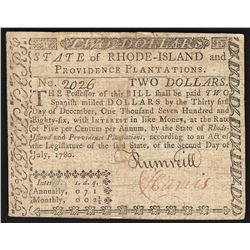 TWO DOLLARS.
STATE of RHODE-ISLAND and
PROVIDENCE PLANTATIONS.
No. 2026 TWO DOLLARS.
THE Possessor of this BILL shall be paid TWO
Spanish milled DOLLARS by the Thirty first
day of December, One Thousand Seven Hundred and
Eighty-six, with INTEREST in like Money, at the Rate
of Five per Centum per Annum, by the State of Rhode-
Island and Providence Plantations, according to an Act of
the Legislature of the said State, of the Second Day of
July, 1780.
Interest.
Annually,
Monthly,